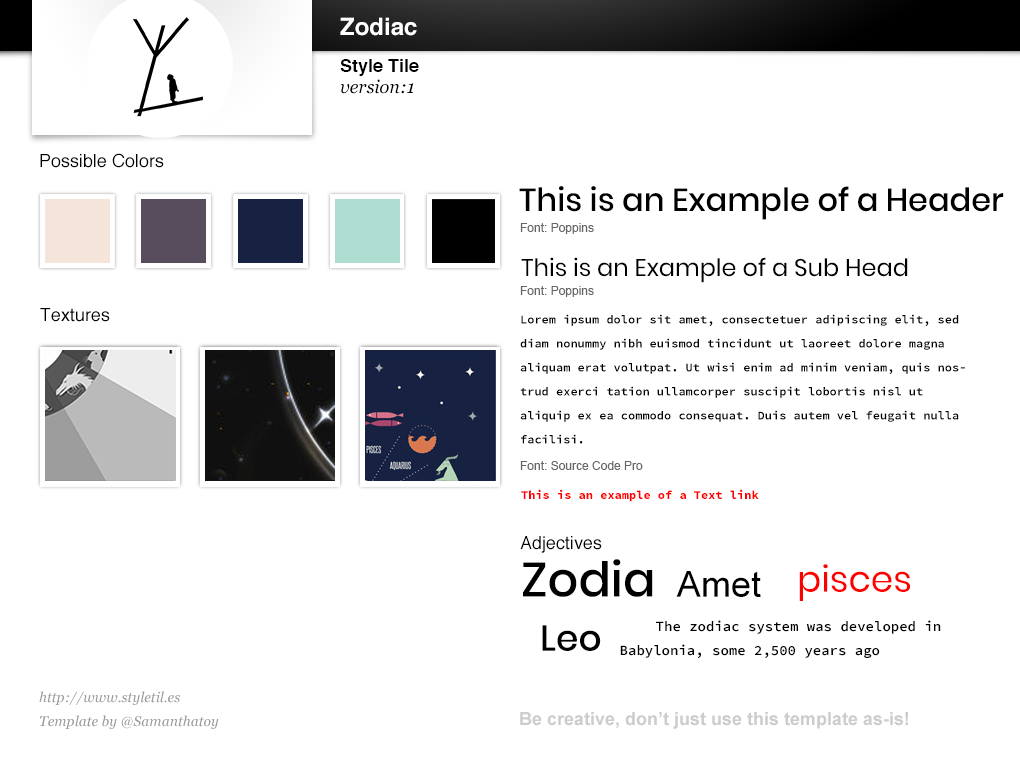 Zodiac
Style Tile
version:1
Possible Colors
Textures
PISCES
AQUARIUS
This is an Example of a Header
Font: Poppins
This is an Example of a Sub Head
Font: Poppins
Lorem ipsum dolor sit amet, consectetuer adipiscing elit, sed
diam nonummy nibh euismod tincidunt ut laoreet dolore magna
aliquam erat volutpat. Ut wisi enim ad minim veniam, quis nos-
trud exerci tation ullamcorper suscipit lobortis nisl ut
aliquip ex ea commodo consequat. Duis autem vel feugait nulla
facilisi.
Font: Source Code Pro
This is an example of a Text link
Adjectives
Zodia Amet pisces
Leo
The zodiac system was developed in
Babylonia, some 2,500 years ago
http://www.styletil.es
Template by @Samanthatoy
Be creative, don’t just use this template as-is!